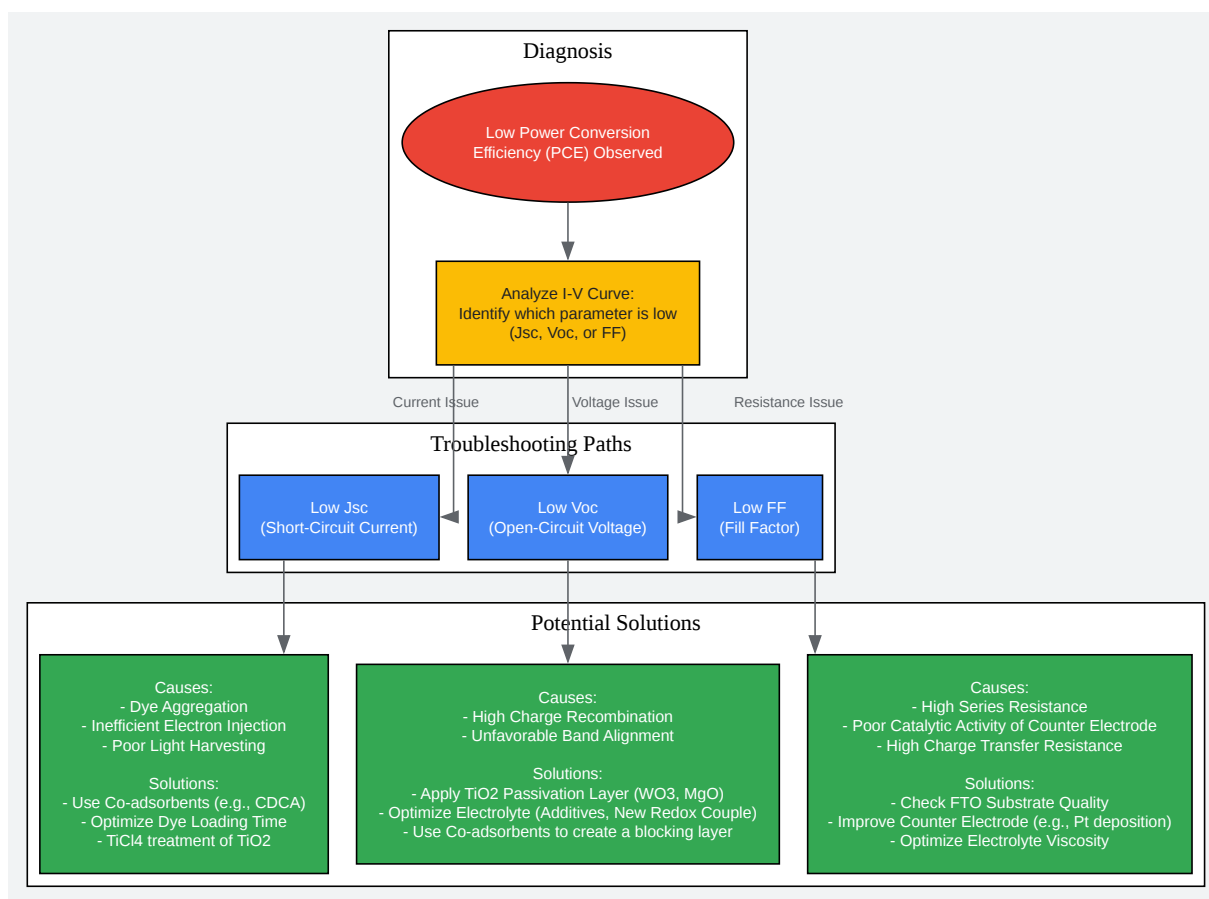 Diagnosis
Low Power Conversion
Efficiency (PCE) Observed
Analyze I-V Curve:
Identify which parameter is low
(Jsc, Voc, or FF)
Current Issue
Voltage Issue
Resistance Issue
Troubleshooting Paths
Low Jsc
(Short-Circuit Current)
Low Voc
(Open-Circuit Voltage)
Low FF
(Fill Factor)
Potential Solutions
Causes:
- Dye Aggregation
- Inefficient Electron Injection
- Poor Light Harvesting
Solutions:
- Use Co-adsorbents (e.g., CDCA)
- Optimize Dye Loading Time
- TiCl4 treatment of TiO2
Causes:
- High Charge Recombination
- Unfavorable Band Alignment
Solutions:
- Apply TiO2 Passivation Layer (WO3, MgO)
- Optimize Electrolyte (Additives, New Redox Couple)
- Use Co-adsorbents to create a blocking layer
Causes:
- High Series Resistance
- Poor Catalytic Activity of Counter Electrode
- High Charge Transfer Resistance
Solutions:
- Check FTO Substrate Quality
- Improve Counter Electrode (e.g., Pt deposition)
- Optimize Electrolyte Viscosity